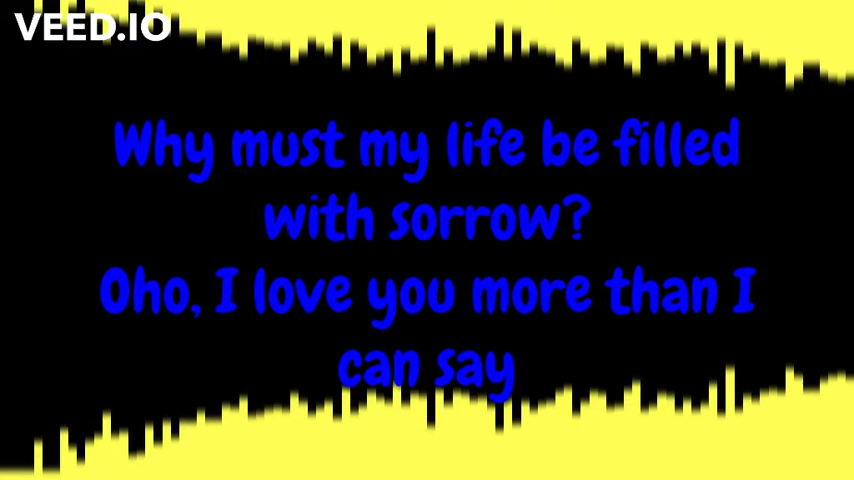 VEED.IO
Why must my life be filled
with sorrow?
Oho, I love you more than I
can say